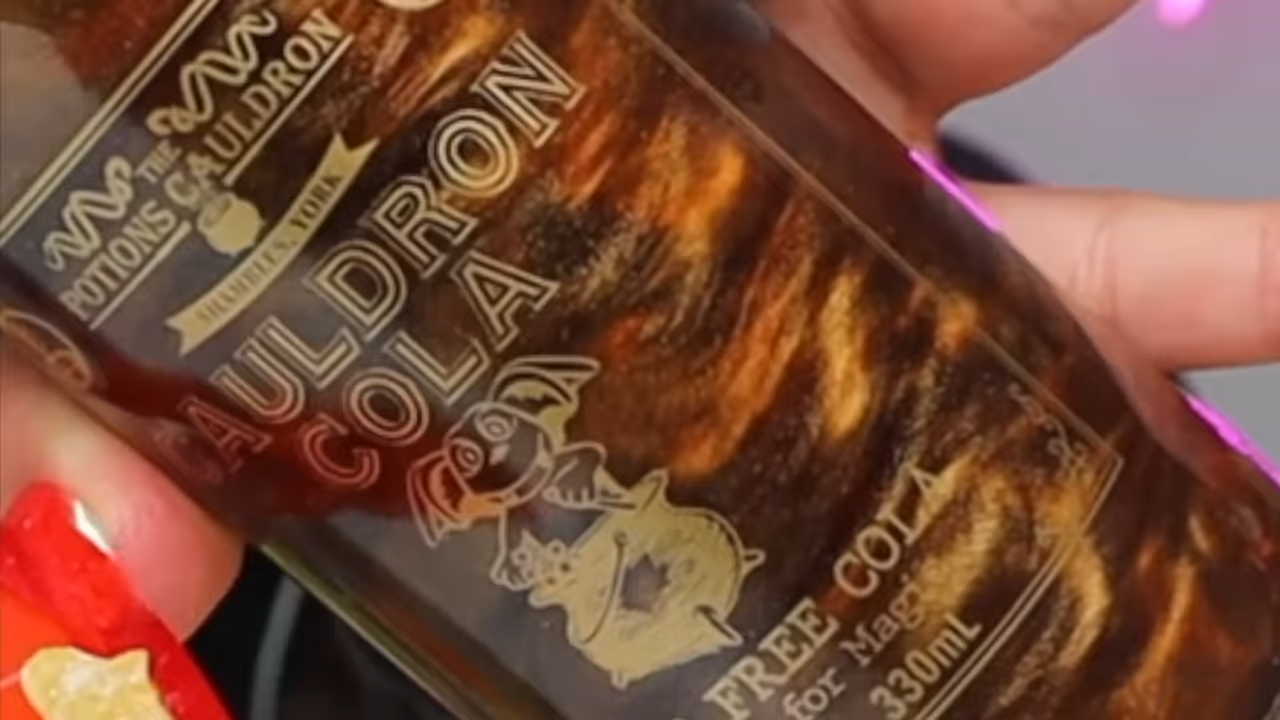 THE
POTIONS CAULDRON
SHAMBLES, YORK
CAULDRON
COLA
FREE COLA
for Magi
330mL